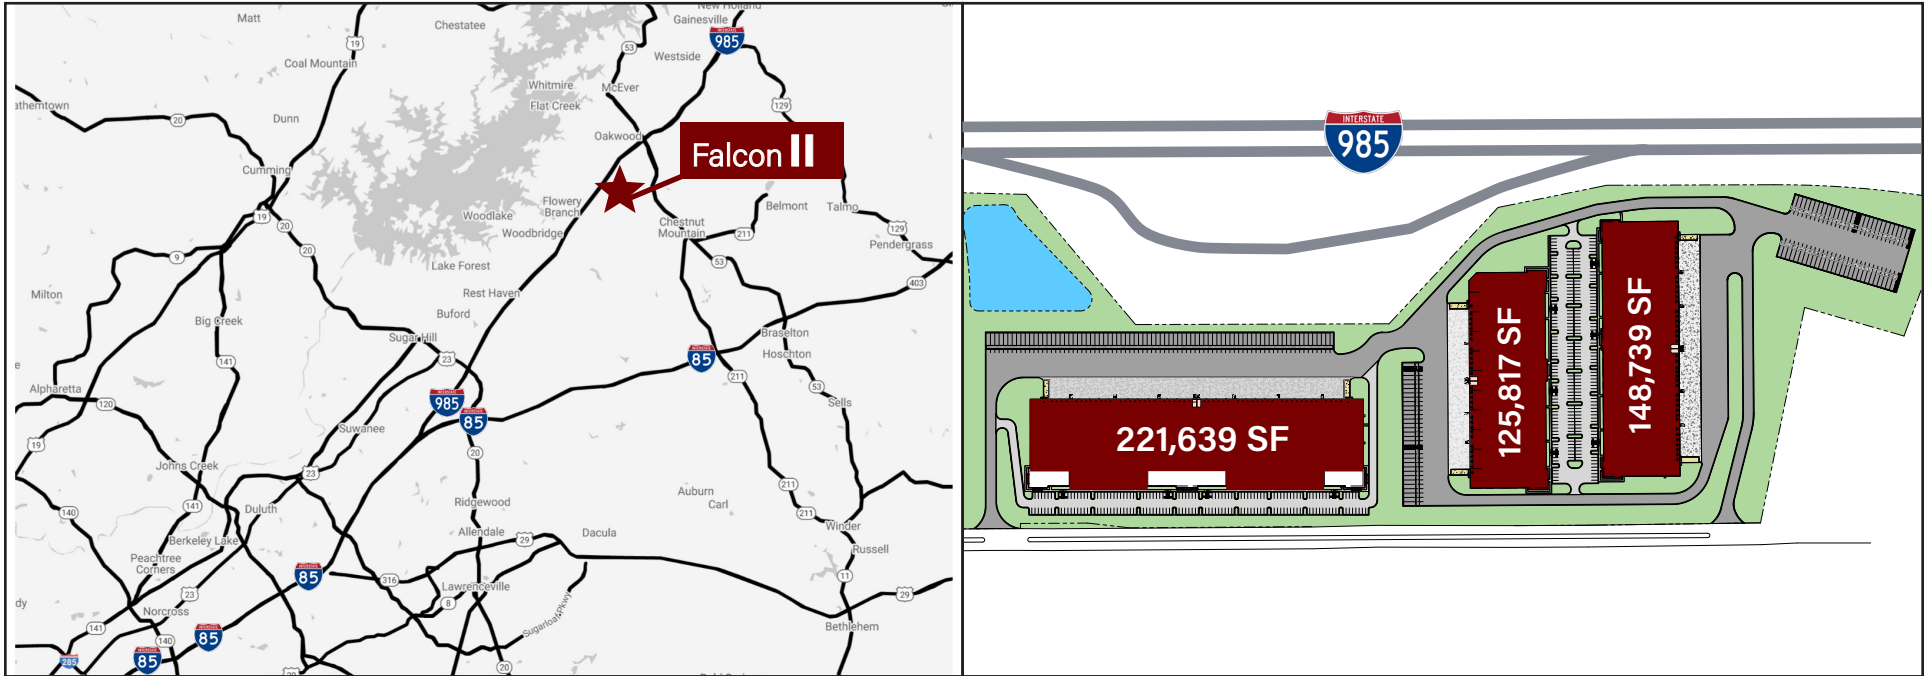 Matt
Chestatee
New Holland
Gainesville
INTERSTATE
985
19
53
Westside
Coal Mountain
Whitmire
McEver
Flat Creek
athemtown
129
20
Dunn
Oakwood
Falcon II
Cumming
Flowery
Branch
Belmont
Talmo
Woodlake
19
20
Chestnut
Mountain
Woodbridge
211
129
Pendergrass
20
9
53
Lake Forest
403
Milton
Rest Haven
Buford
Big Creek
Braselton
Sugar Hill
Hoschton
23
85
141
211
Alpharetta
53
120
985
Sells
85
Suwanee
19
20
Johns Creek
23
211
Auburn
Carl
Ridgewood
141
Duluth
140
211
Winder
Allendale
Dacula
29
Berkeley Lake
Russell
Peachtree
Corners
85
316
11
Lawrenceville
23
29
8
dy
Norcross
Sugarloaf Pkwy
141
85
140
Bethlehem
285
85
20
INTERSTATE
985
125,817 SF
148,739 SF
221,639 SF